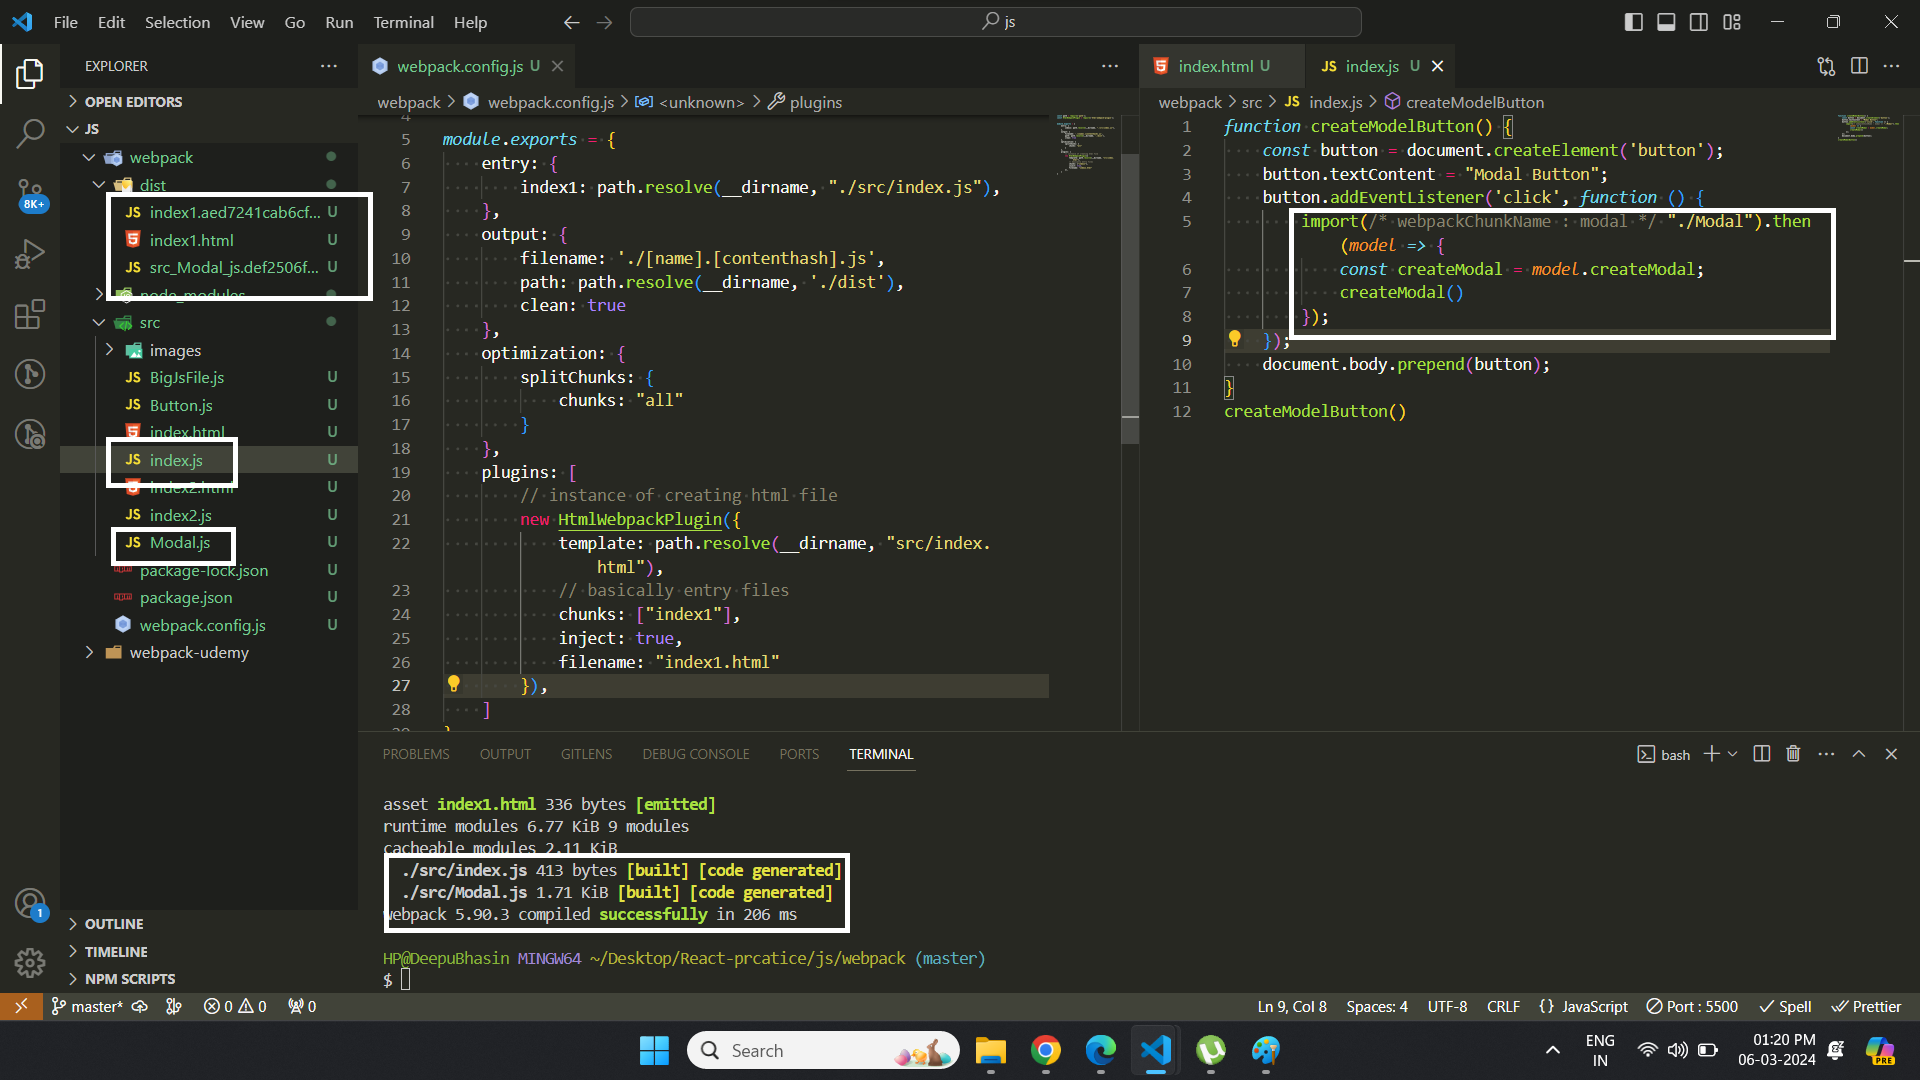 File Edit Selection View Go Run Terminal Help
js
EXPLORER
OPEN EDITORS
JS
webpack
dist
index1.aed7241cab6cf... U
index1.html U
src_Modal_js.def2506f... U
node_modules
src
images
BigJsFile.js U
Button.js U
index.html U
index.js U
index2.html U
index2.js U
Modal.js U
package-lock.json U
package.json U
webpack.config.js U
webpack-udemy
OUTLINE
TIMELINE
NPM SCRIPTS
8K+
1
webpack.config.js U
webpack > webpack.config.js > <unknown> > plugins
4
5 module.exports = {
6 entry: {
7 index1: path.resolve(__dirname, "./src/index.js"),
8 },
9 output: {
10 filename: './[name].[contenthash].js',
11 path: path.resolve(__dirname, './dist'),
12 clean: true
13 },
14 optimization: {
15 splitChunks: {
16 chunks: "all"
17 }
18 },
19 plugins: [
20 // instance of creating html file
21 new HtmlWebpackPlugin({
22 template: path.resolve(__dirname, "src/index.
html"),
23 // basically entry files
24 chunks: ["index1"],
25 inject: true,
26 filename: "index1.html"
27 }),
28 ]
29 }
index.html U
index.js U
webpack > src > JS index.js > createModelButton
1 function createModelButton() {
2 const button = document.createElement('button');
3 button.textContent = "Modal Button";
4 button.addEventListener('click', function () {
5 import(/* webpackChunkName : modal */ "./Modal").then
(model => {
6 const createModal = model.createModal;
7 createModal()
8 });
9 });
10 document.body.prepend(button);
11 }
12 createModelButton()
PROBLEMS OUTPUT GITLENS DEBUG CONSOLE PORTS TERMINAL
bash
asset index1.html 336 bytes [emitted]
runtime modules 6.77 KiB 9 modules
cacheable modules 2.11 KiB
./src/index.js 413 bytes [built] [code generated]
./src/Modal.js 1.71 KiB [built] [code generated]
webpack 5.90.3 compiled successfully in 206 ms
HP@DeepuBhasin MINGW64 ~/Desktop/React-prcatice/js/webpack (master)
$
master* 0 0 0
Ln 9, Col 8 Spaces: 4 UTF-8 CRLF {} JavaScript Port : 5500 Spell Prettier
Search
ENG
IN
01:20 PM
06-03-2024
PRE